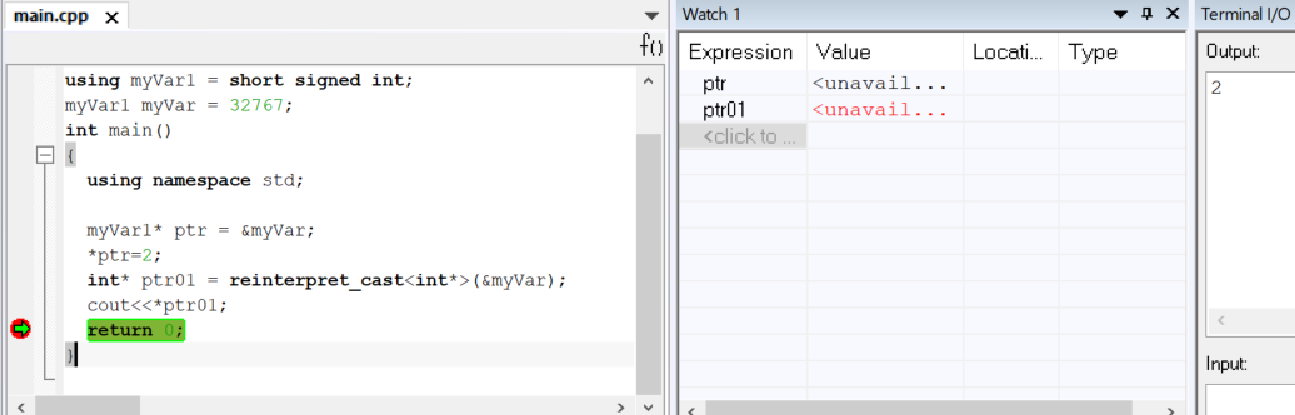 main.cpp
f()
using myVar1 = short signed int;
myVar1 myVar = 32767;
int main()
{
using namespace std;
myVar1* ptr = &myVar;
*ptr=2;
int* ptr01 = reinterpret_cast<int*>(&myVar);
cout<<*ptr01;
return 0;
}
Watch 1
Expression Value Locati... Type
ptr <unavail...
ptr01 <unavail...
<click to ...
Terminal I/O
Output:
2
Input: